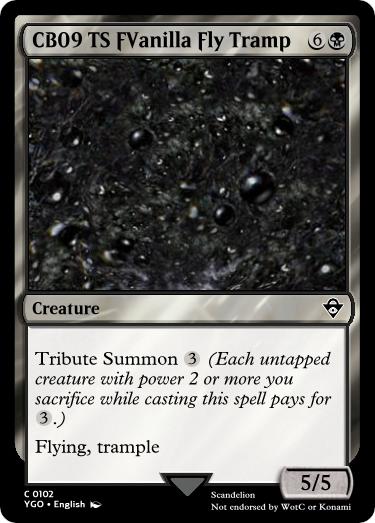 CB09 TS FVanilla Fly Tramp 6
Creature
Tribute Summon 3 (Each untapped
creature with power 2 or more you
sacrifice while casting this spell pays for
3.)
Flying, trample
5/5
C 0102
YGO • English
Scandelion
Not endorsed by WotC or Konami